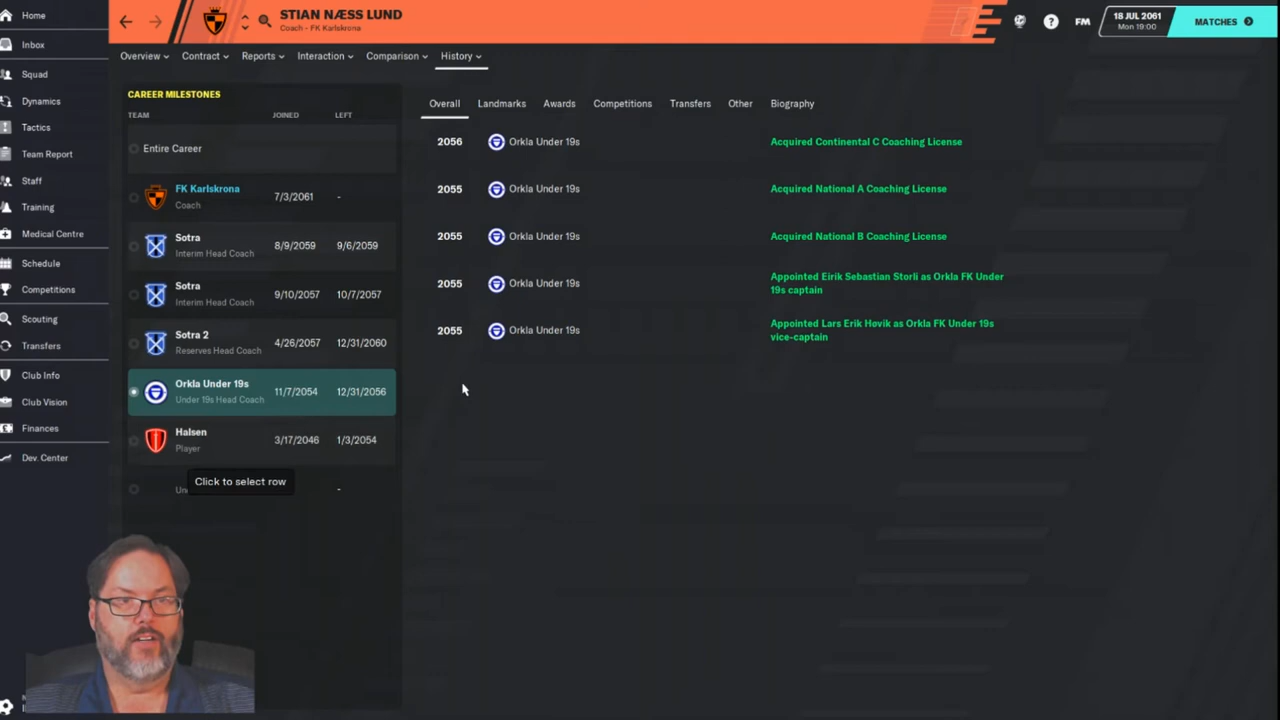 Home
Inbox
Squad
Dynamics
Tactics
Team Report
Staff
Training
Medical Centre
Schedule
Competitions
Scouting
Transfers
Club Info
Club Vision
Finances
Dev. Center
STIAN NÆSS LUND
Coach - FK Karlskrona
?
FM
18 JUL 2061
Mon 19:00
MATCHES
Overview
Contract
Reports
Interaction
Comparison
History
CAREER MILESTONES
TEAM JOINED LEFT
Entire Career
FK Karlskrona
Coach
7/3/2061 -
Sotra
Interim Head Coach
8/9/2059 9/6/2059
Sotra
Interim Head Coach
9/10/2057 10/7/2057
Sotra 2
Reserves Head Coach
4/26/2057 12/31/2060
Orkla Under 19s
Under 19s Head Coach
11/7/2054 12/31/2056
Halsen
Player
3/17/2046 1/3/2054
Click to select row
-
Overall Landmarks Awards Competitions Transfers Other Biography
2056 Orkla Under 19s Acquired Continental C Coaching License
2055 Orkla Under 19s Acquired National A Coaching License
2055 Orkla Under 19s Acquired National B Coaching License
2055 Orkla Under 19s Appointed Eirik Sebastian Storli as Orkla FK Under
19s captain
2055 Orkla Under 19s Appointed Lars Erik Høvik as Orkla FK Under 19s
vice-captain